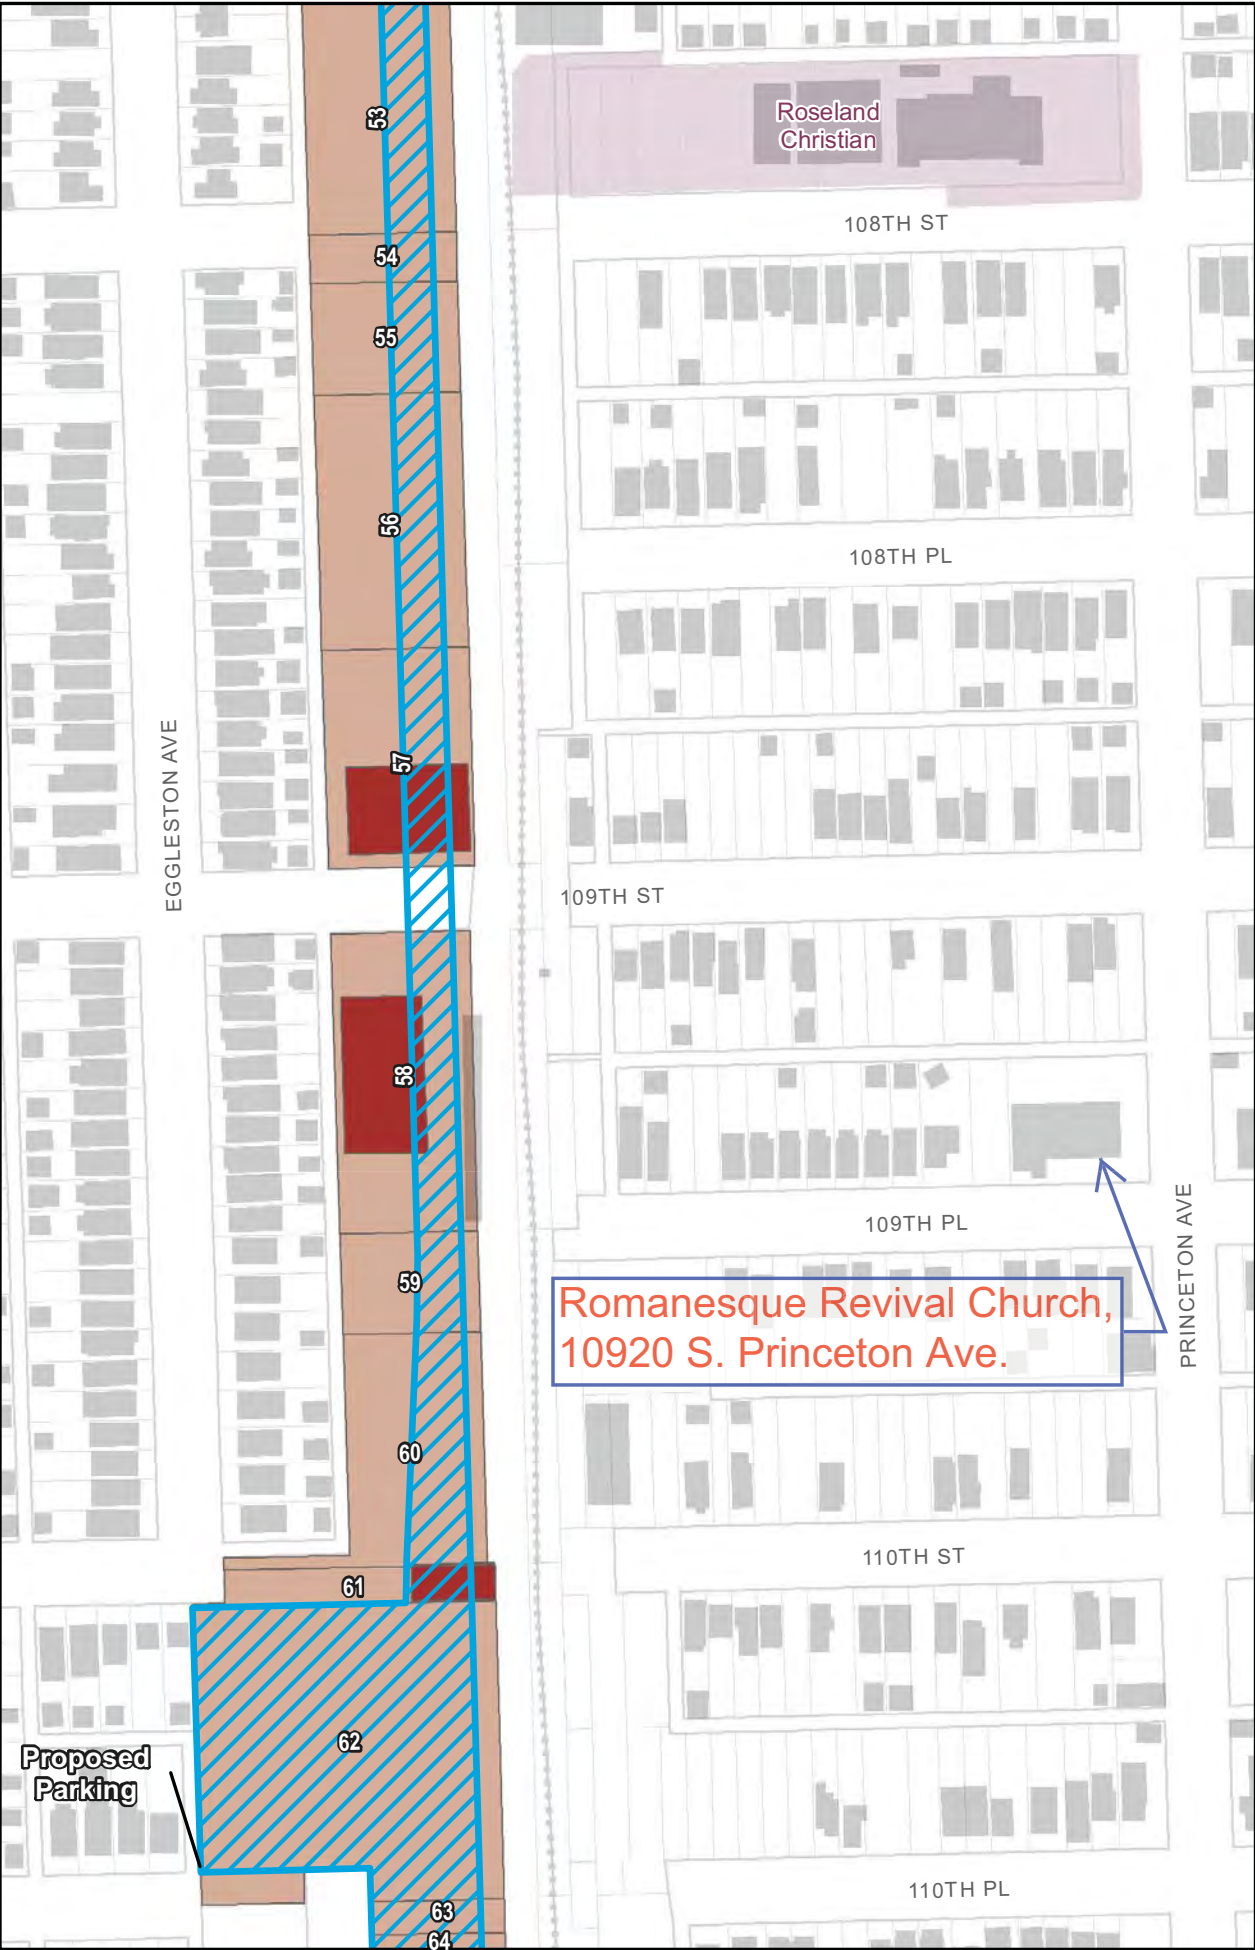 53
Roseland
Christian
108TH ST
54
55
56
108TH PL
57
EGGLESTON AVE
109TH ST
58
109TH PL
PRINCETON AVE
59
Romanesque Revival Church,
10920 S. Princeton Ave.
60
110TH ST
61
62
Proposed
Parking
110TH PL
63
64